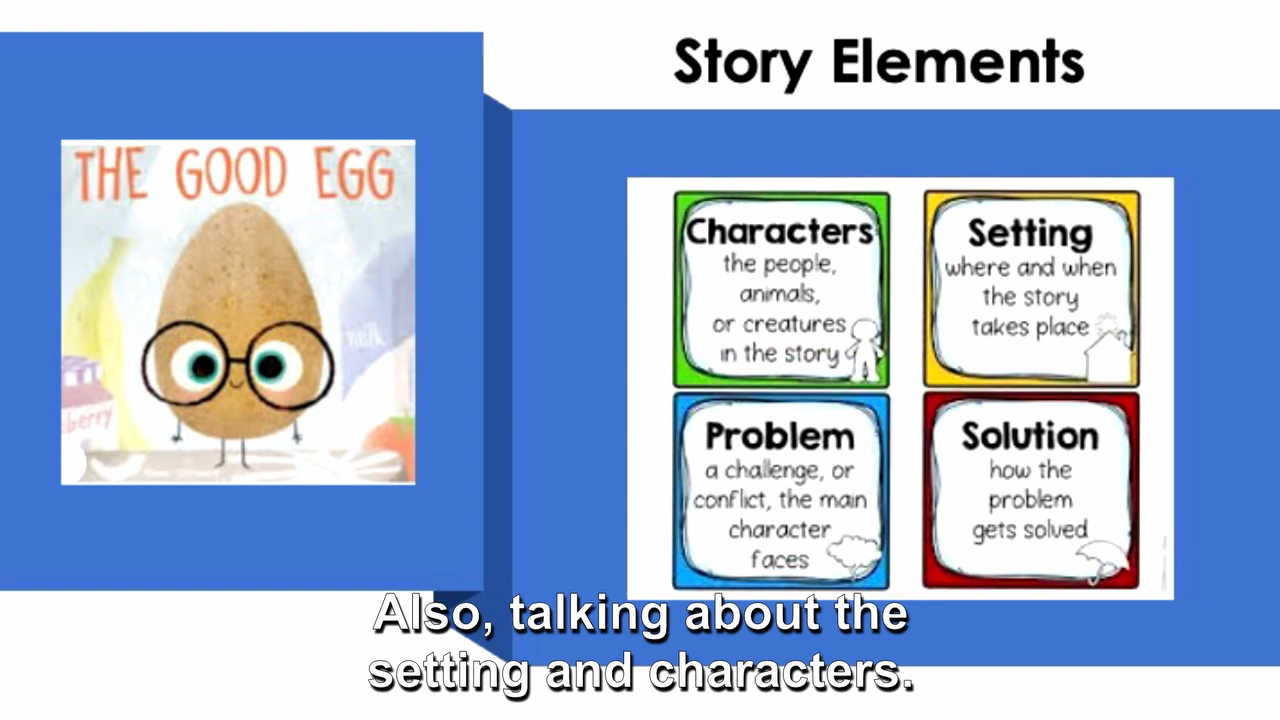 Story Elements
THE GOOD EGG
milk
berry
Characters
the people,
animals,
or creatures
in the story
Setting
where and when
the story
takes place
Problem
a challenge, or
conflict, the main
character
faces
Solution
how the
problem
gets solved
Also, talking about the
setting and characters.